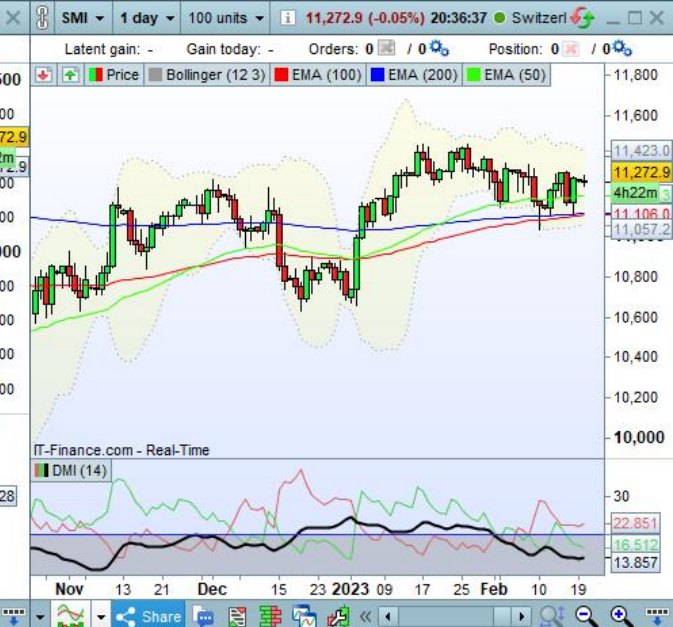 SMI 1 day 100 units i 11,272.9 (-0.05%) 20:36:37 Switzerl
Latent gain: - Gain today: - Orders: 0 / 0 Position: 0 / 0
Price Bollinger (12 3) EMA (100) EMA (200) EMA (50)
11,800
11,600
11,423.0
11,272.9
4h22m
11,106.0
11,057.2
10,800
10,600
10,400
10,200
10,000
IT-Finance.com - Real-Time
DMI (14)
30
22.851
16.512
13.857
Nov 13 21 Dec 15 23 2023 09 17 25 Feb 10 19
Share